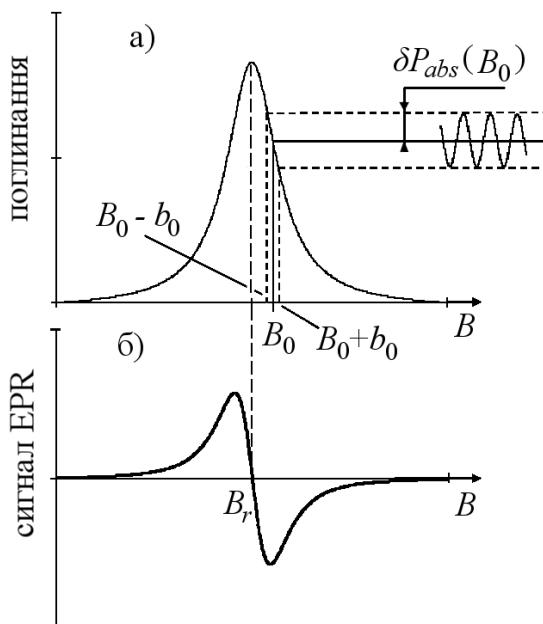 а)
δP_abs(B_0)
поглинання
B_0 - b_0
B_0
B_0+b_0
B
б)
сигнал EPR
B_r
B